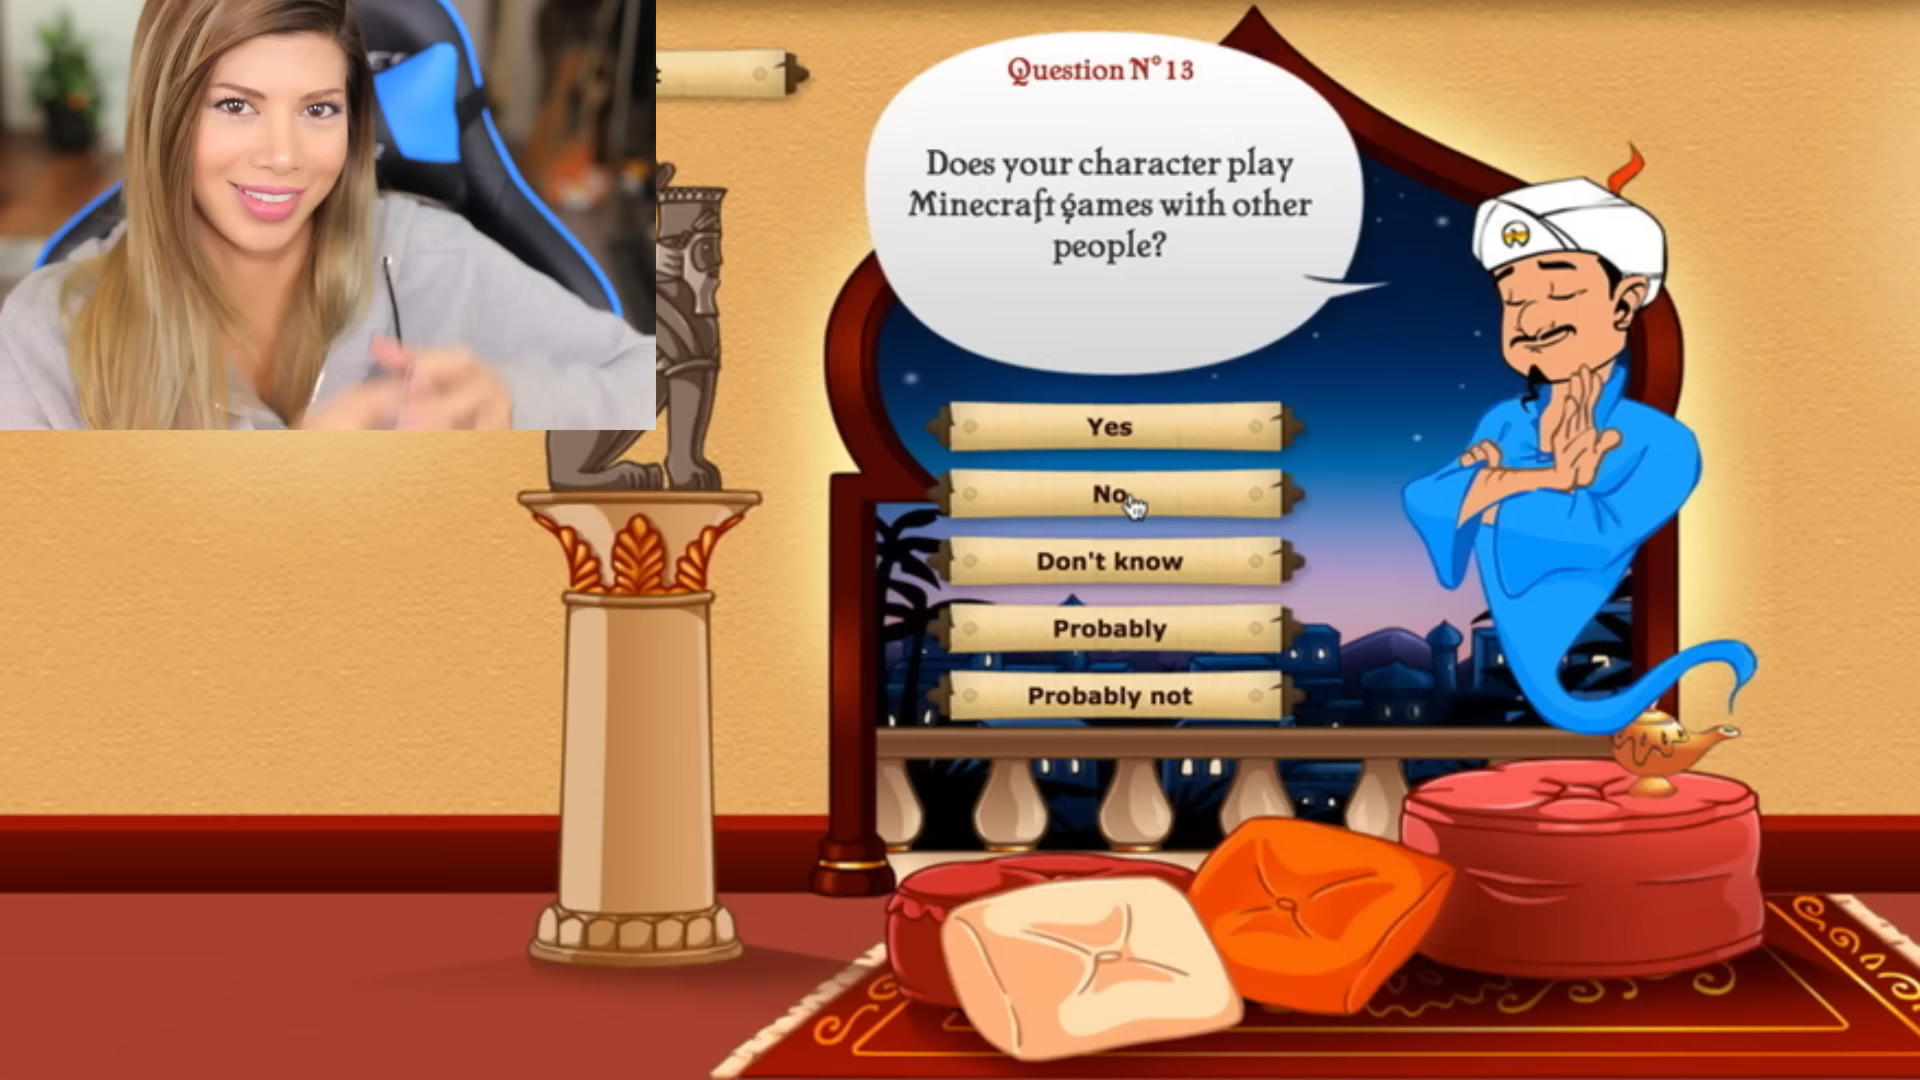 Question N°13
Does your character play
Minecraft games with other
people?
Yes
No
Don't know
Probably
Probably not